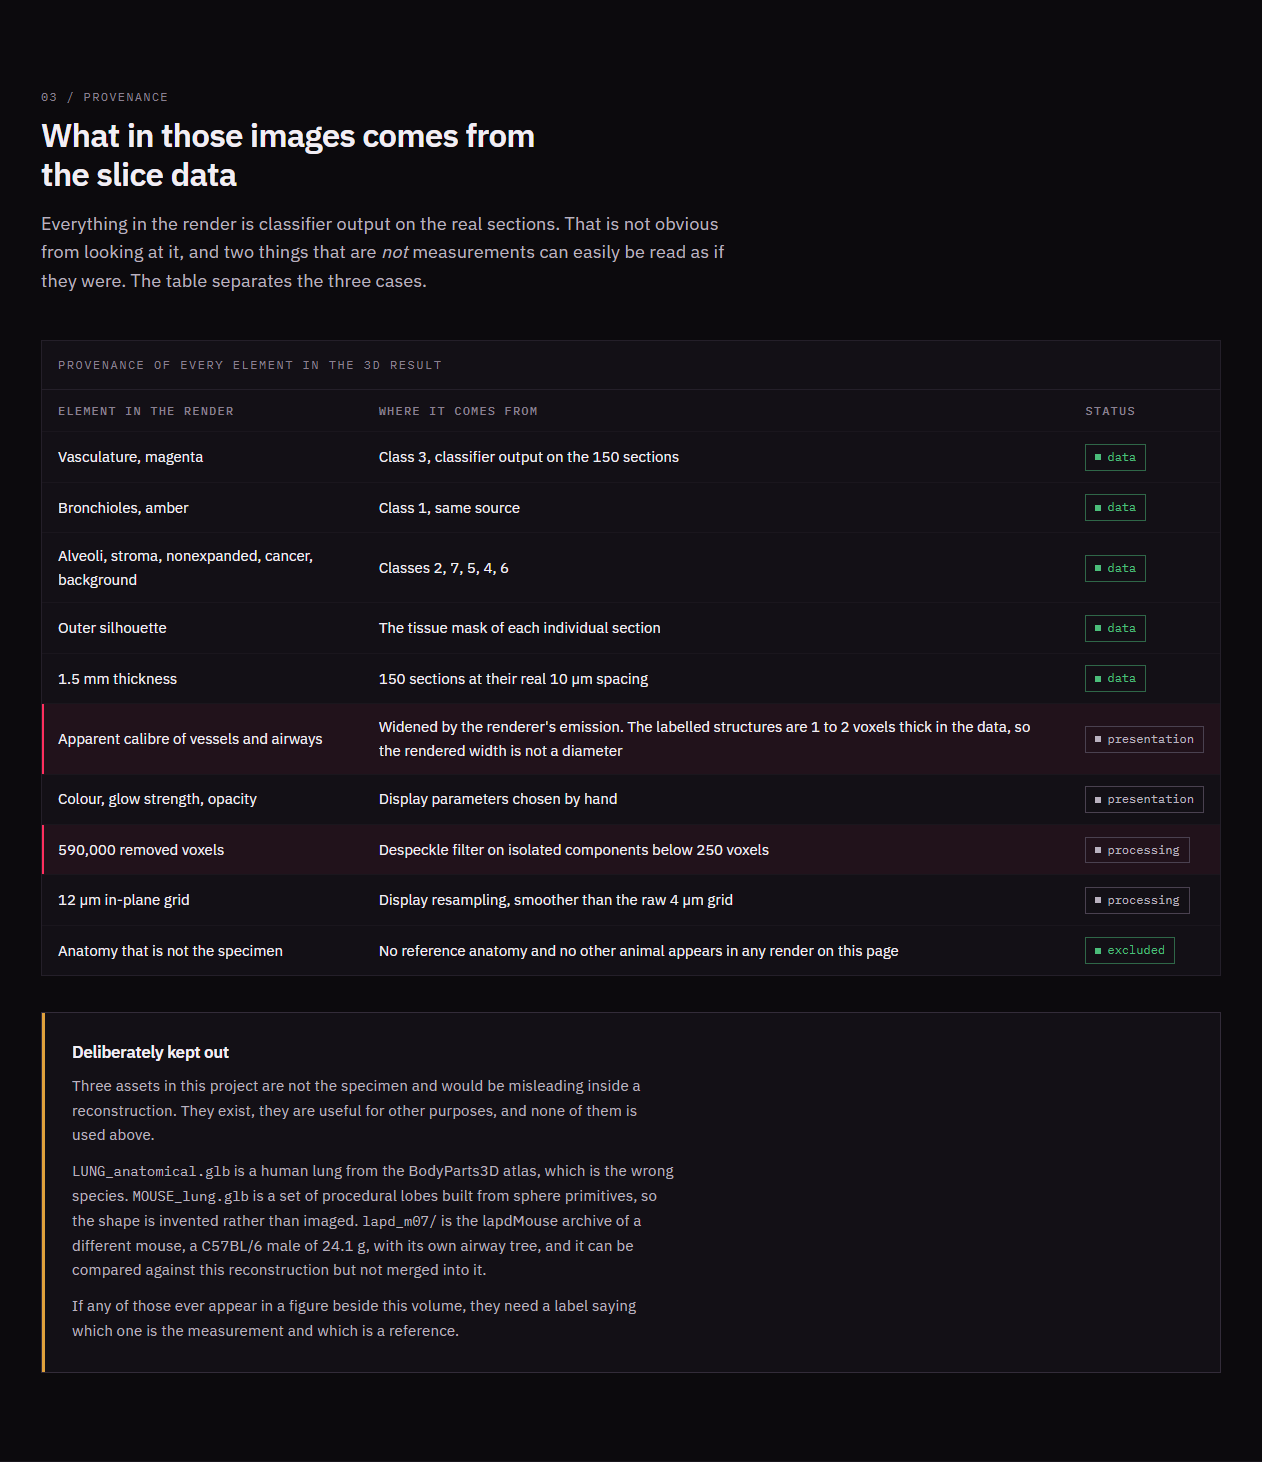 03 / PROVENANCE
What in those images comes from
the slice data
Everything in the render is classifier output on the real sections. That is not obvious
from looking at it, and two things that are not measurements can easily be read as if
they were. The table separates the three cases.
PROVENANCE OF EVERY ELEMENT IN THE 3D RESULT
ELEMENT IN THE RENDER WHERE IT COMES FROM STATUS
Vasculature, magenta Class 3, classifier output on the 150 sections data
Bronchioles, amber Class 1, same source data
Alveoli, stroma, nonexpanded, cancer,
background Classes 2, 7, 5, 4, 6 data
Outer silhouette The tissue mask of each individual section data
1.5 mm thickness 150 sections at their real 10 µm spacing data
Apparent calibre of vessels and airways Widened by the renderer's emission. The labelled structures are 1 to 2 voxels thick in the data, so
the rendered width is not a diameter presentation
Colour, glow strength, opacity Display parameters chosen by hand presentation
590,000 removed voxels Despeckle filter on isolated components below 250 voxels processing
12 µm in-plane grid Display resampling, smoother than the raw 4 µm grid processing
Anatomy that is not the specimen No reference anatomy and no other animal appears in any render on this page excluded
Deliberately kept out
Three assets in this project are not the specimen and would be misleading inside a
reconstruction. They exist, they are useful for other purposes, and none of them is
used above.
LUNG_anatomical.glb is a human lung from the BodyParts3D atlas, which is the wrong
species. MOUSE_lung.glb is a set of procedural lobes built from sphere primitives, so
the shape is invented rather than imaged. lapd_m07/ is the lapdMouse archive of a
different mouse, a C57BL/6 male of 24.1 g, with its own airway tree, and it can be
compared against this reconstruction but not merged into it.
If any of those ever appear in a figure beside this volume, they need a label saying
which one is the measurement and which is a reference.